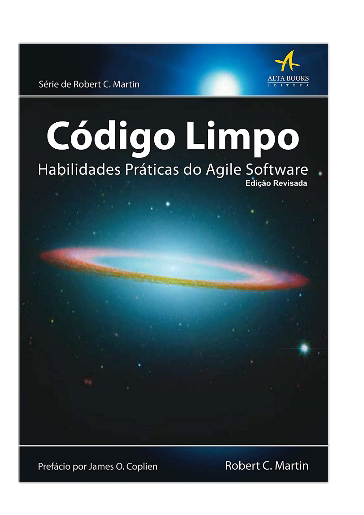 Série de Robert C. Martin
ALTA BOOKS
EDITORA
Código Limpo
Habilidades Práticas do Agile Software
Edição Revisada
Prefácio por James O. Coplien
Robert C. Martin